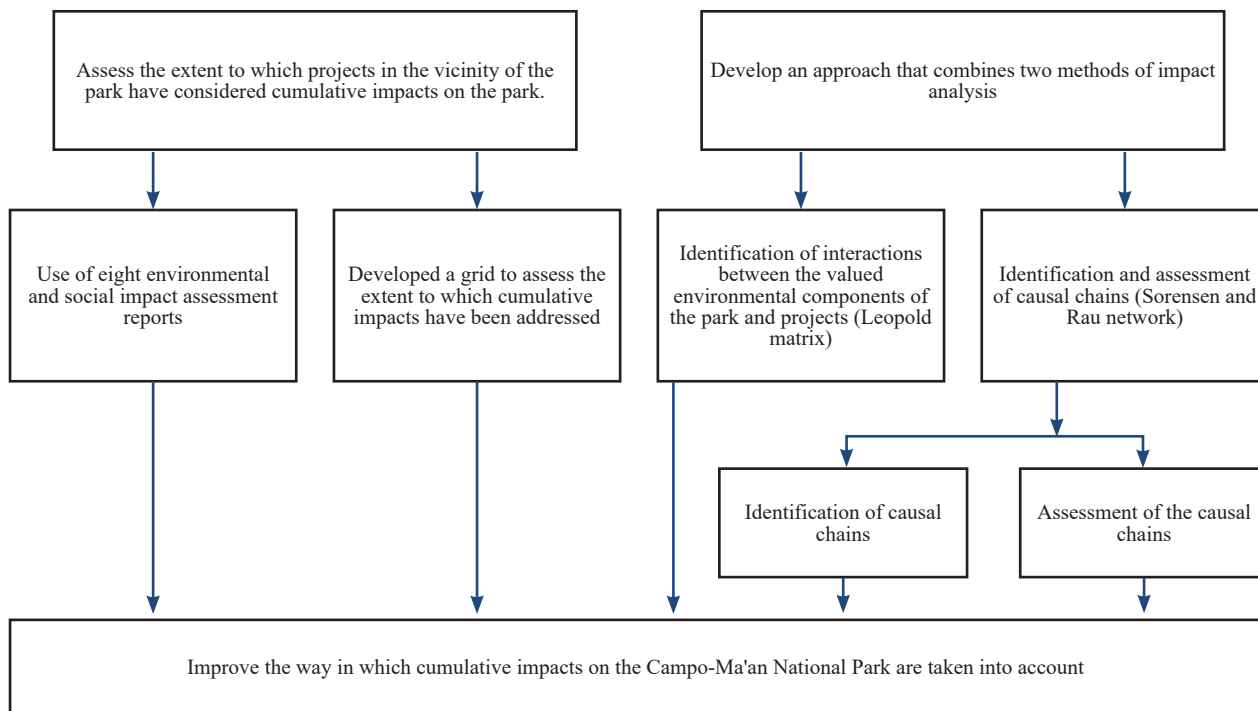 Assess the extent to which projects in the vicinity of the
park have considered cumulative impacts on the park.
Develop an approach that combines two methods of impact
analysis
Use of eight environmental
and social impact assessment
reports
Developed a grid to assess the
extent to which cumulative
impacts have been addressed
Identification of interactions
between the valued
environmental components of
the park and projects (Leopold
matrix)
Identification and assessment
of causal chains (Sorensen and
Rau network)
Identification of causal
chains
Assessment of the causal
chains
Improve the way in which cumulative impacts on the Campo-Ma'an National Park are taken into account